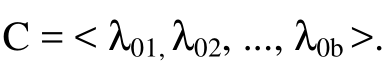 C = < λ₀₁, λ₀₂, ..., λ₀b >.